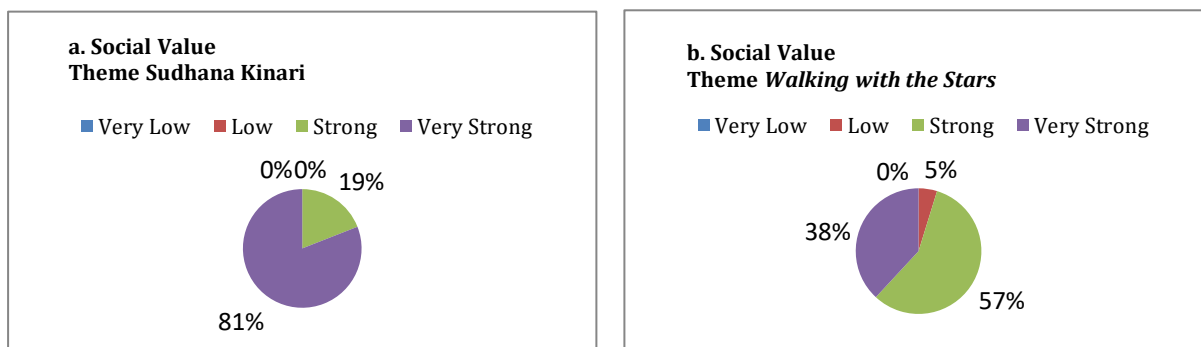 a. Social Value
Theme Sudhana Kinari
Very Low Low Strong Very Strong
0% 0%
19%
81%
b. Social Value
Theme Walking with the Stars
Very Low Low Strong Very Strong
0% 5%
38%
57%